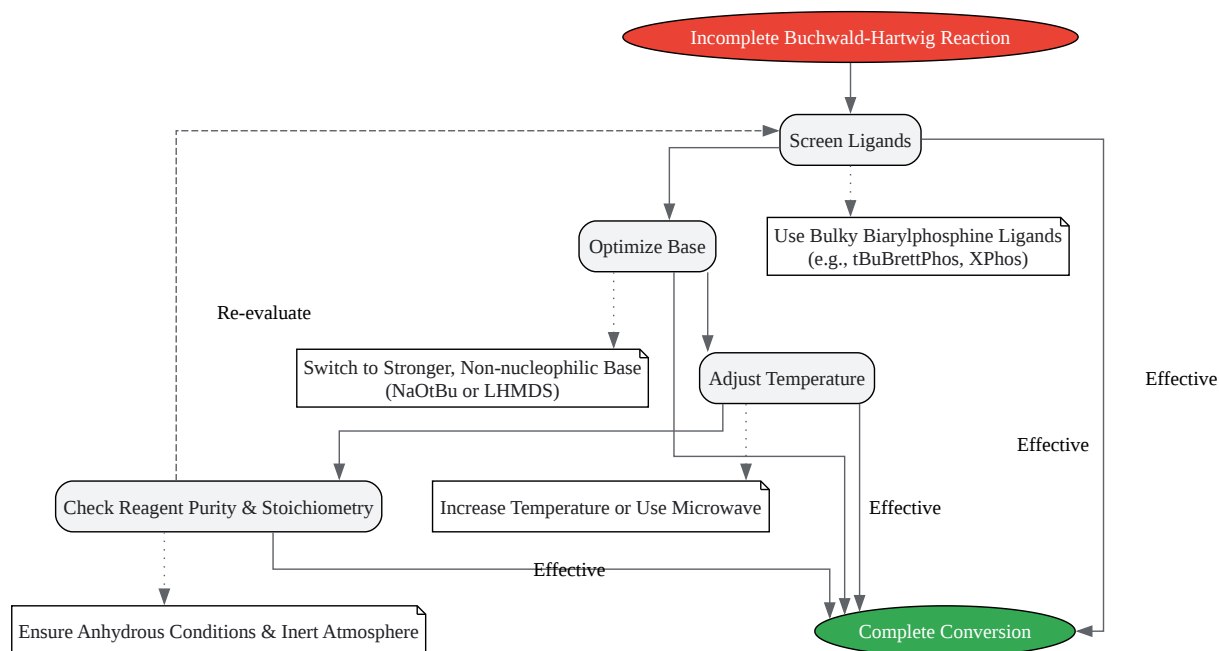 Incomplete Buchwald-Hartwig Reaction
Screen Ligands
Use Bulky Biarylphosphine Ligands
(e.g., tBuBrettPhos, XPhos)
Optimize Base
Re-evaluate
Switch to Stronger, Non-nucleophilic Base
(NaOtBu or LHMDS)
Adjust Temperature
Effective
Effective
Check Reagent Purity & Stoichiometry
Increase Temperature or Use Microwave
Effective
Effective
Ensure Anhydrous Conditions & Inert Atmosphere
Complete Conversion